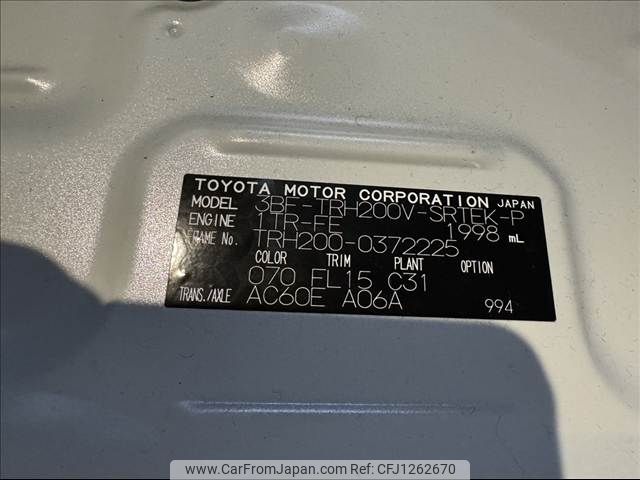 TOYOTA MOTOR CORPORATION JAPAN
MODEL 3BF-TRH200V-SRTEK-P
ENGINE 1TR-FE 1998 mL
FRAME No. TRH200-0372225
COLOR TRIM PLANT OPTION
070 FL15 C31
TRANS./AXLE AC60E A06A 994
www.CarFromJapan.com CFJ1262670